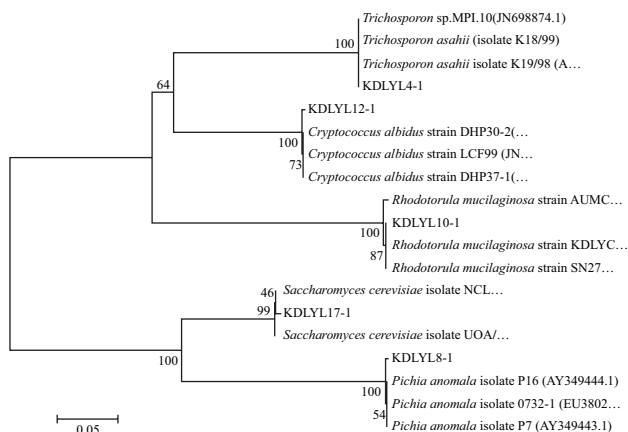 Trichosporon sp.MPI.10(JN698874.1)
100 Trichosporon asahii (isolate K18/99)
Trichosporon asahii isolate K19/98 (A…
64 KDLYL4-1
KDLYL12-1
100 Cryptococcus albidus strain DHP30-2(…
Cryptococcus albidus strain LCF99 (JN…
73 Cryptococcus albidus strain DHP37-1(…
Rhodotorula mucilaginosa strain AUMC…
100 KDLYL10-1
Rhodotorula mucilaginosa strain KDLYC…
87 Rhodotorula mucilaginosa strain SN27…
46 Saccharomyces cerevisiae isolate NCL…
99 KDLYL17-1
Saccharomyces cerevisiae isolate UOA/…
100 KDLYL8-1
100 Pichia anomala isolate P16 (AY349444.1)
Pichia anomala isolate 0732-1 (EU3802…
54 Pichia anomala isolate P7 (AY349443.1)
0.05